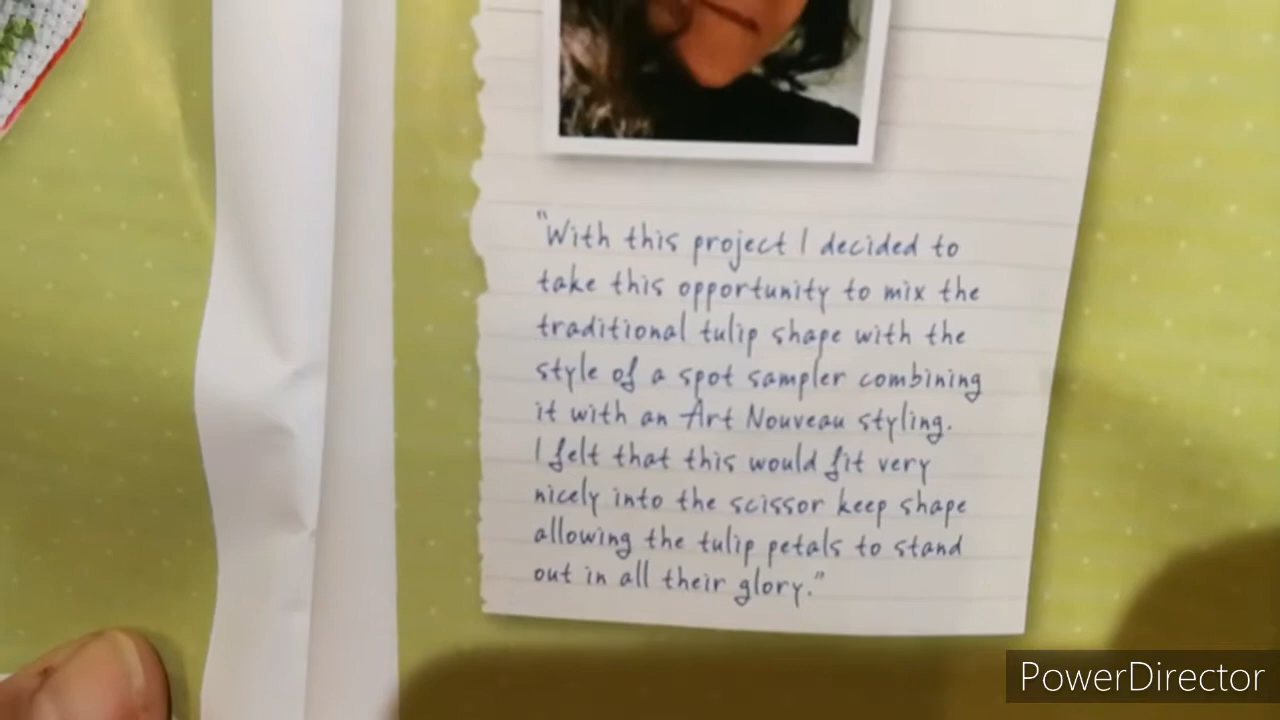 "With this project I decided to
take this opportunity to mix the
traditional tulip shape with the
style of a spot sampler combining
it with an Art Nouveau styling.
I felt that this would fit very
nicely into the scissor keep shape
allowing the tulip petals to stand
out in all their glory."
PowerDirector